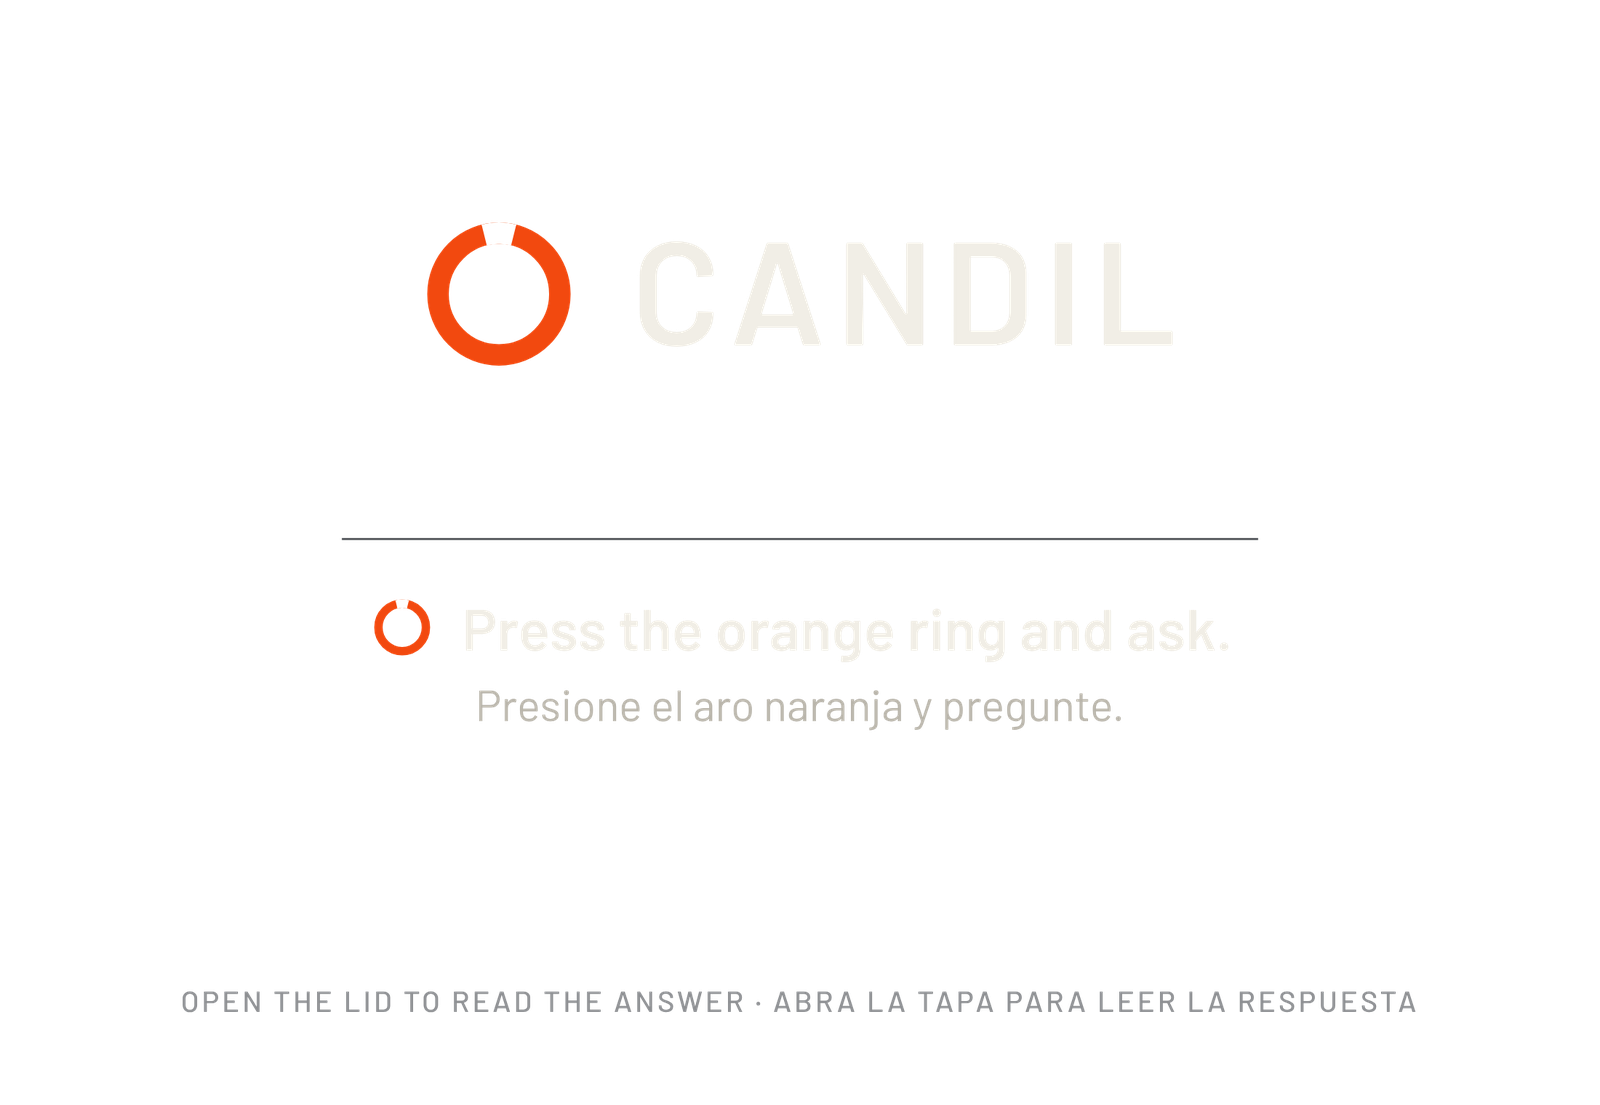 CANDIL
Press the orange ring and ask.
Presione el aro naranja y pregunte.
OPEN THE LID TO READ THE ANSWER · ABRA LA TAPA PARA LEER LA RESPUESTA